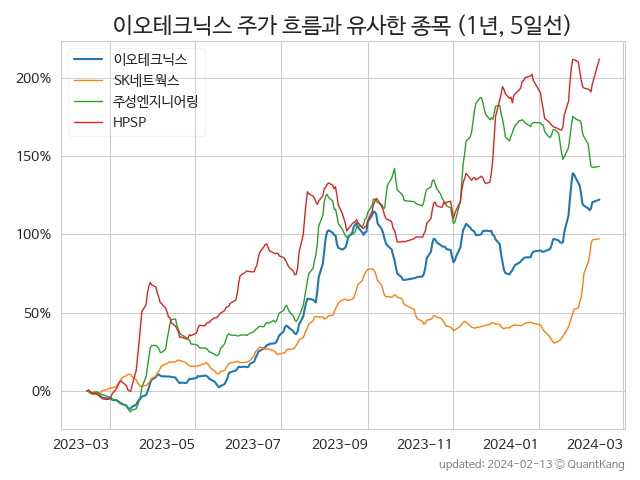 이오테크닉스 주가 흐름과 유사한 종목 (1년, 5일선)
이오테크닉스
SK네트웍스
주성엔지니어링
HPSP
200%
150%
100%
50%
0%
2023-03 2023-05 2023-07 2023-09 2023-11 2024-01 2024-03
updated: 2024-02-13 © QuantKang